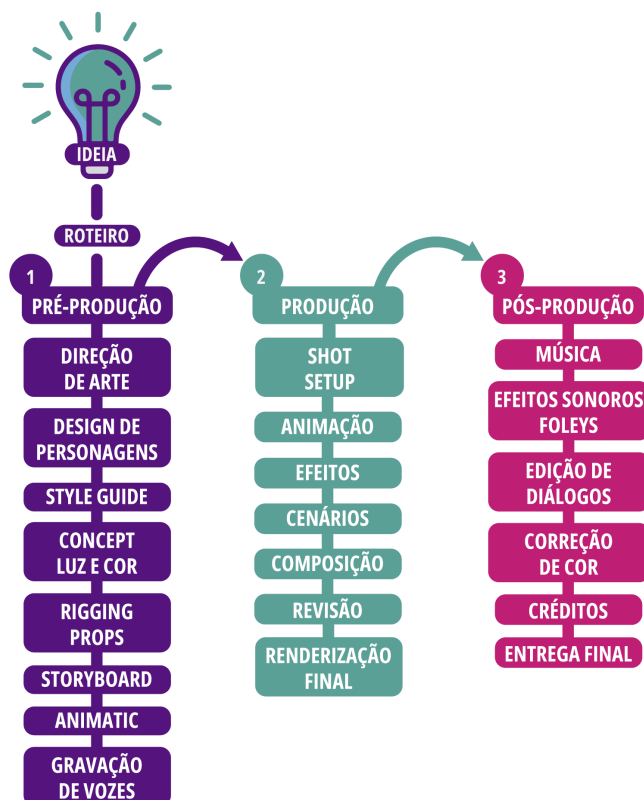 IDEIA
ROTEIRO
1
PRÉ-PRODUÇÃO
DIREÇÃO
DE ARTE
DESIGN DE
PERSONAGENS
STYLE GUIDE
CONCEPT
LUZ E COR
RIGGING
PROPS
STORYBOARD
ANIMATIC
GRAVAÇÃO
DE VOZES
2
PRODUÇÃO
SHOT
SETUP
ANIMAÇÃO
EFEITOS
CENÁRIOS
COMPOSIÇÃO
REVISÃO
RENDERIZAÇÃO
FINAL
3
PÓS-PRODUÇÃO
MÚSICA
EFEITOS SONOROS
FOLEYS
EDIÇÃO DE
DIÁLOGOS
CORREÇÃO
DE COR
CRÉDITOS
ENTREGA FINAL